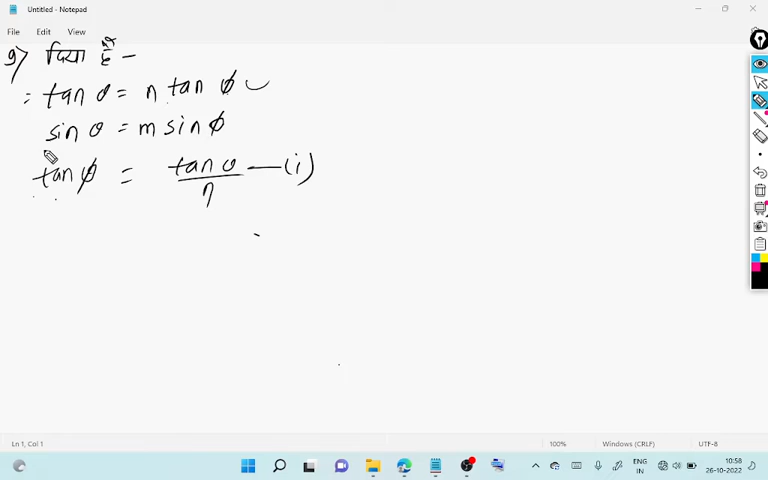 Untitled - Notepad
File Edit View
9) दिया है -
= tan θ = n tan ϕ
sin θ = m sin ϕ
tan ϕ = tan θ / n —(i)
Ln 1, Col 1 100% Windows (CRLF) UTF-8
ENG IN 10:58 26-10-2022